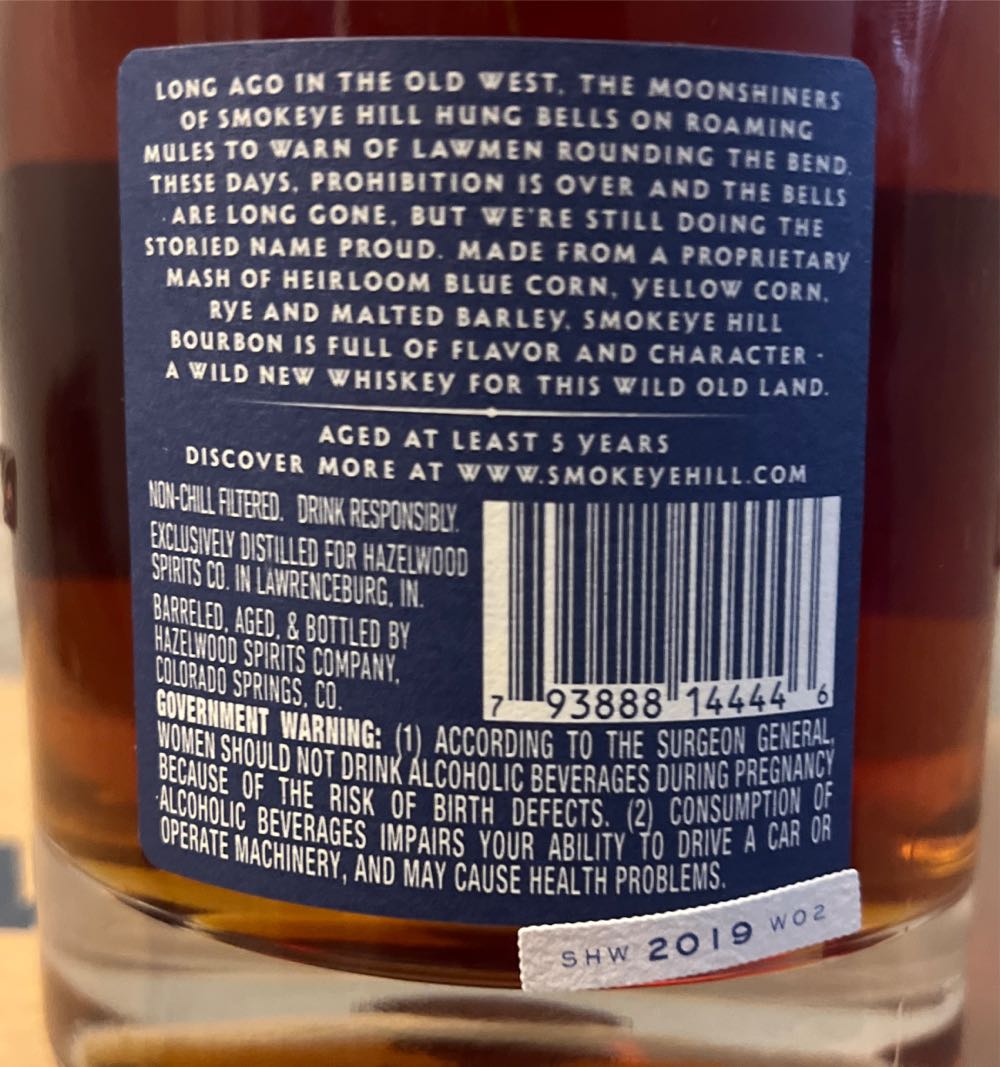 LONG AGO IN THE OLD WEST, THE MOONSHINERS
OF SMOKEYE HILL HUNG BELLS ON ROAMING
MULES TO WARN OF LAWMEN ROUNDING THE BEND.
THESE DAYS, PROHIBITION IS OVER AND THE BELLS
ARE LONG GONE, BUT WE'RE STILL DOING THE
STORIED NAME PROUD. MADE FROM A PROPRIETARY
MASH OF HEIRLOOM BLUE CORN, YELLOW CORN,
RYE AND MALTED BARLEY, SMOKEYE HILL
BOURBON IS FULL OF FLAVOR AND CHARACTER -
A WILD NEW WHISKEY FOR THIS WILD OLD LAND.
AGED AT LEAST 5 YEARS
DISCOVER MORE AT WWW.SMOKEYEHILL.COM
NON-CHILL FILTERED. DRINK RESPONSIBLY.
EXCLUSIVELY DISTILLED FOR HAZELWOOD
SPIRITS CO. IN LAWRENCEBURG, IN.
BARRELED, AGED, & BOTTLED BY
HAZELWOOD SPIRITS COMPANY,
COLORADO SPRINGS, CO.
7 93888 14444 6
GOVERNMENT WARNING: (1) ACCORDING TO THE SURGEON GENERAL,
WOMEN SHOULD NOT DRINK ALCOHOLIC BEVERAGES DURING PREGNANCY
BECAUSE OF THE RISK OF BIRTH DEFECTS. (2) CONSUMPTION OF
ALCOHOLIC BEVERAGES IMPAIRS YOUR ABILITY TO DRIVE A CAR OR
OPERATE MACHINERY, AND MAY CAUSE HEALTH PROBLEMS.
SHW 2019 W02